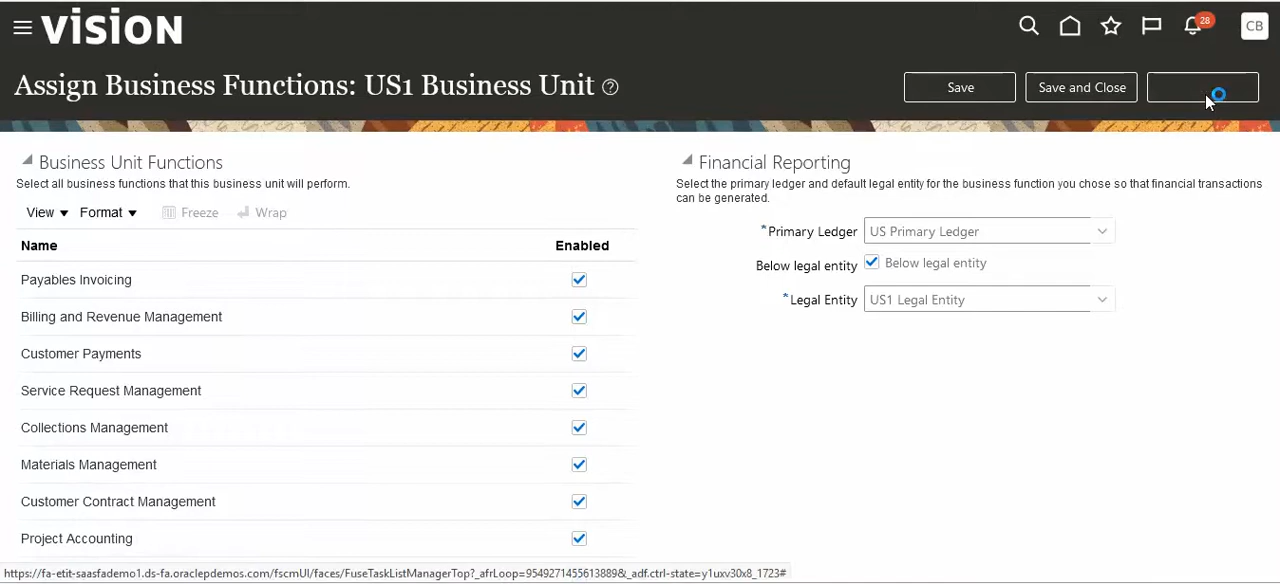 VISION
28
CB
Assign Business Functions: US1 Business Unit ?
Save
Save and Close
Business Unit Functions
Select all business functions that this business unit will perform.
View
Format
Freeze
Wrap
Name
Enabled
Payables Invoicing
Billing and Revenue Management
Customer Payments
Service Request Management
Collections Management
Materials Management
Customer Contract Management
Project Accounting
Financial Reporting
Select the primary ledger and default legal entity for the business function you chose so that financial transactions
can be generated.
*Primary Ledger US Primary Ledger
Below legal entity Below legal entity
*Legal Entity US1 Legal Entity
https://fa-etit-saasfademo1.ds-fa.oraclepdemos.com/fscmUI/faces/FuseTaskListManagerTop?_afrLoop=9549271455613889&_adf.ctrl-state=y1uxv30x8_1723#